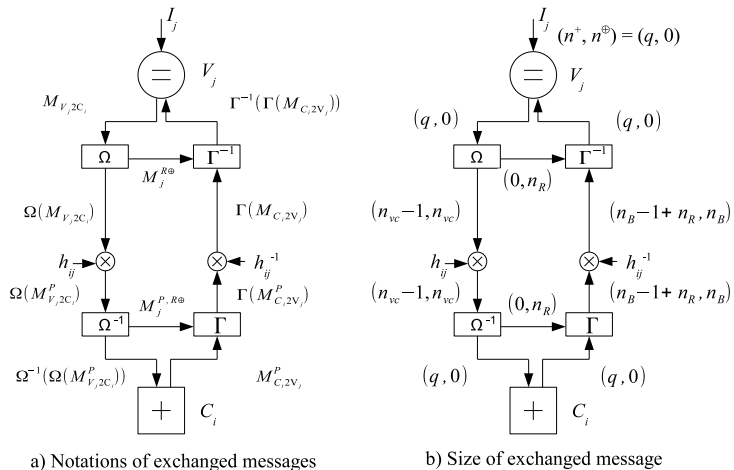 I_j
=
V_j
M_{V_j2C_i}
Γ^{-1}(Γ(M_{C_i2V_j}))
Ω
M_j^{R⊕}
Γ^{-1}
Ω(M_{V_j2C_i})
Γ(M_{C_i2V_j})
h_{ij}
⊗
⊗
h_{ij}^{-1}
Ω(M^P_{V_j2C_i})
M_j^{P,R⊕}
Γ(M^P_{C_i2V_j})
Ω^{-1}
Γ
Ω^{-1}(Ω(M^P_{V_j2C_i}))
M^P_{C_i2V_j}
+
C_i
a) Notations of exchanged messages
I_j
(n^+, n^⊕) = (q, 0)
=
V_j
(q, 0)
(q, 0)
Ω
Γ^{-1}
(0, n_R)
(n_{vc}−1, n_{vc})
(n_B−1+ n_R, n_B)
h_{ij}
⊗
⊗
h_{ij}^{-1}
(n_{vc}−1, n_{vc})
(n_B−1+ n_R, n_B)
(0, n_R)
Ω^{-1}
Γ
(q, 0)
(q, 0)
+
C_i
b) Size of exchanged message